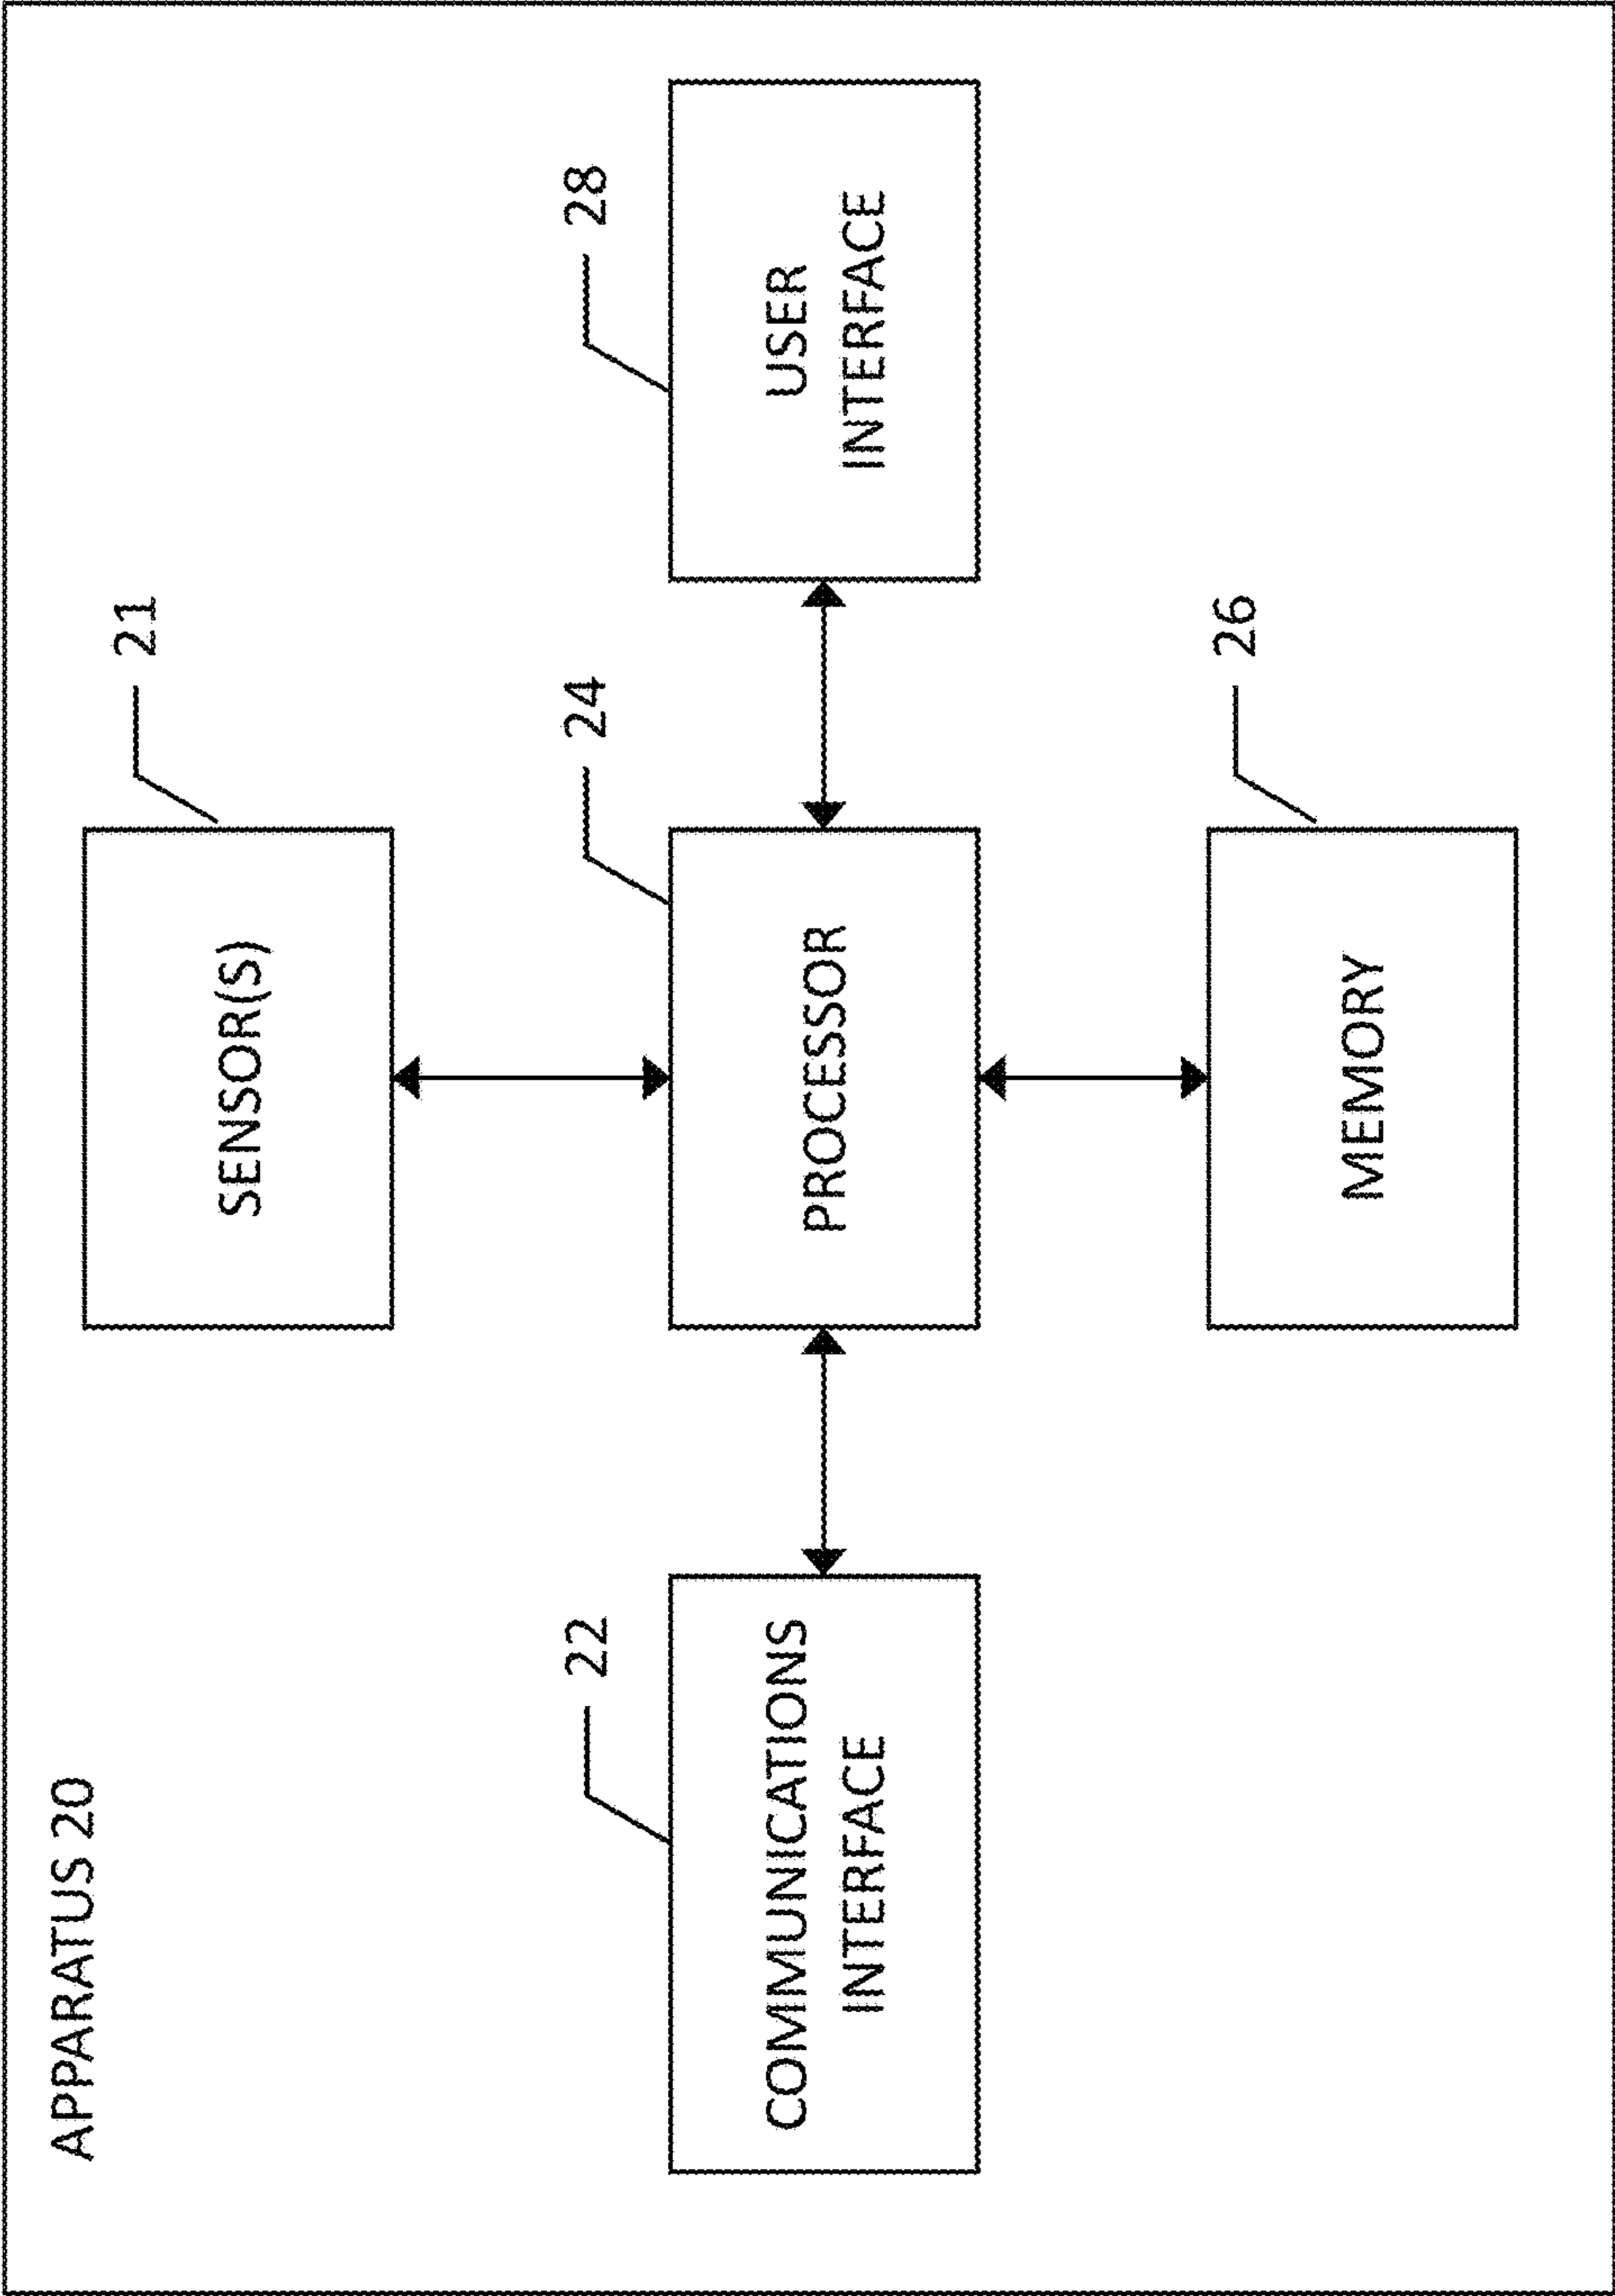 APPARATUS 20
21
SENSOR(S)
22
COMMUNICATIONS
INTERFACE
24
PROCESSOR
28
USER
INTERFACE
26
MEMORY